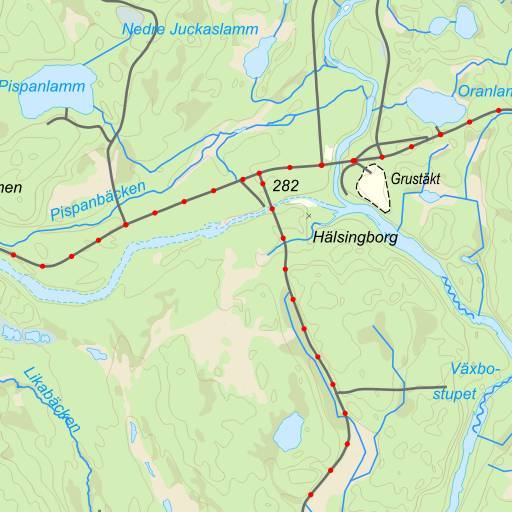 Nedre Juckaslamm
Pispanlamm
Oranlam
nen
Pispanbäcken
282
Grustäkt
Hälsingborg
Likabäcken
Växbo-
stupet